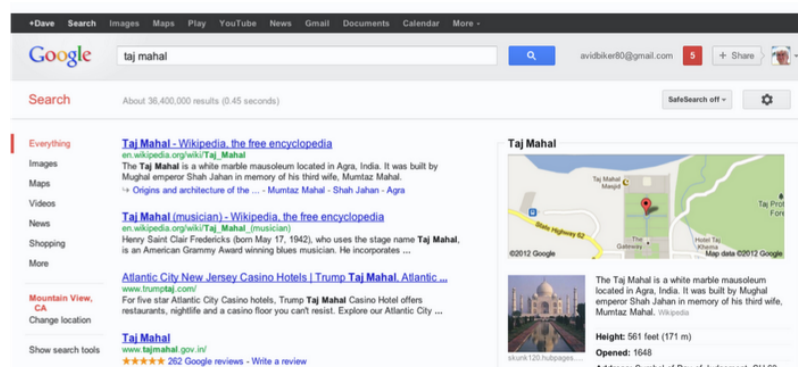 +Dave Search Images Maps Play YouTube News Gmail Documents Calendar More
Google
taj mahal
avidbiker80@gmail.com
5
+ Share
Search
About 36,400,000 results (0.45 seconds)
SafeSearch off
Everything
Images
Maps
Videos
News
Shopping
More
Mountain View,
CA
Change location
Show search tools
Taj Mahal - Wikipedia, the free encyclopedia
en.wikipedia.org/wiki/Taj_Mahal
The Taj Mahal is a white marble mausoleum located in Agra, India. It was built by
Mughal emperor Shah Jahan in memory of his third wife, Mumtaz Mahal.
Origins and architecture of the ... - Mumtaz Mahal - Shah Jahan - Agra
Taj Mahal (musician) - Wikipedia, the free encyclopedia
en.wikipedia.org/wiki/Taj_Mahal_(musician)
Henry Saint Clair Fredericks (born May 17, 1942), who uses the stage name Taj Mahal,
is an American Grammy Award winning blues musician. He incorporates ...
Atlantic City New Jersey Casino Hotels | Trump Taj Mahal, Atlantic ...
www.trumptaj.com/
For five star Atlantic City Casino hotels, Trump Taj Mahal Casino Hotel offers
restaurants, nightlife and a casino floor you can't resist. Explore our Atlantic City ...
Taj Mahal
www.tajmahal.gov.in/
262 Google reviews - Write a review
Taj Mahal
Taj Mahal
Masjid
Taj Pro
Fore
State Highway 62
The
Gateway
Hotel Taj
Khema
©2012 Google
Map data ©2012 Google
The Taj Mahal is a white marble mausoleum
located in Agra, India. It was built by Mughal
emperor Shah Jahan in memory of his third wife,
Mumtaz Mahal. Wikipedia
Height: 561 feet (171 m)
Opened: 1648
skunk120.hubpages....